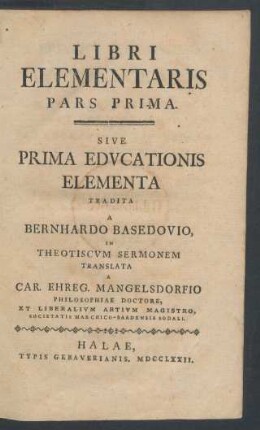 LIBRI
ELEMENTARIS
PARS PRIMA.
SIVE
PRIMA EDVCATIONIS
ELEMENTA
TRADITA
A
BERNHARDO BASEDOVIO,
IN
THEOTISCVM SERMONEM
TRANSLATA
A
CAR. EHREG. MANGELSDORFIO
PHILOSOPHIAE DOCTORE,
ET LIBERALIVM ARTIVM MAGISTRO,
SOCIETATIS MARCHICO-BARDENSIS SODALI.
HALAE,
TYPIS GEBAVERIANIS, MDCCLXXII.